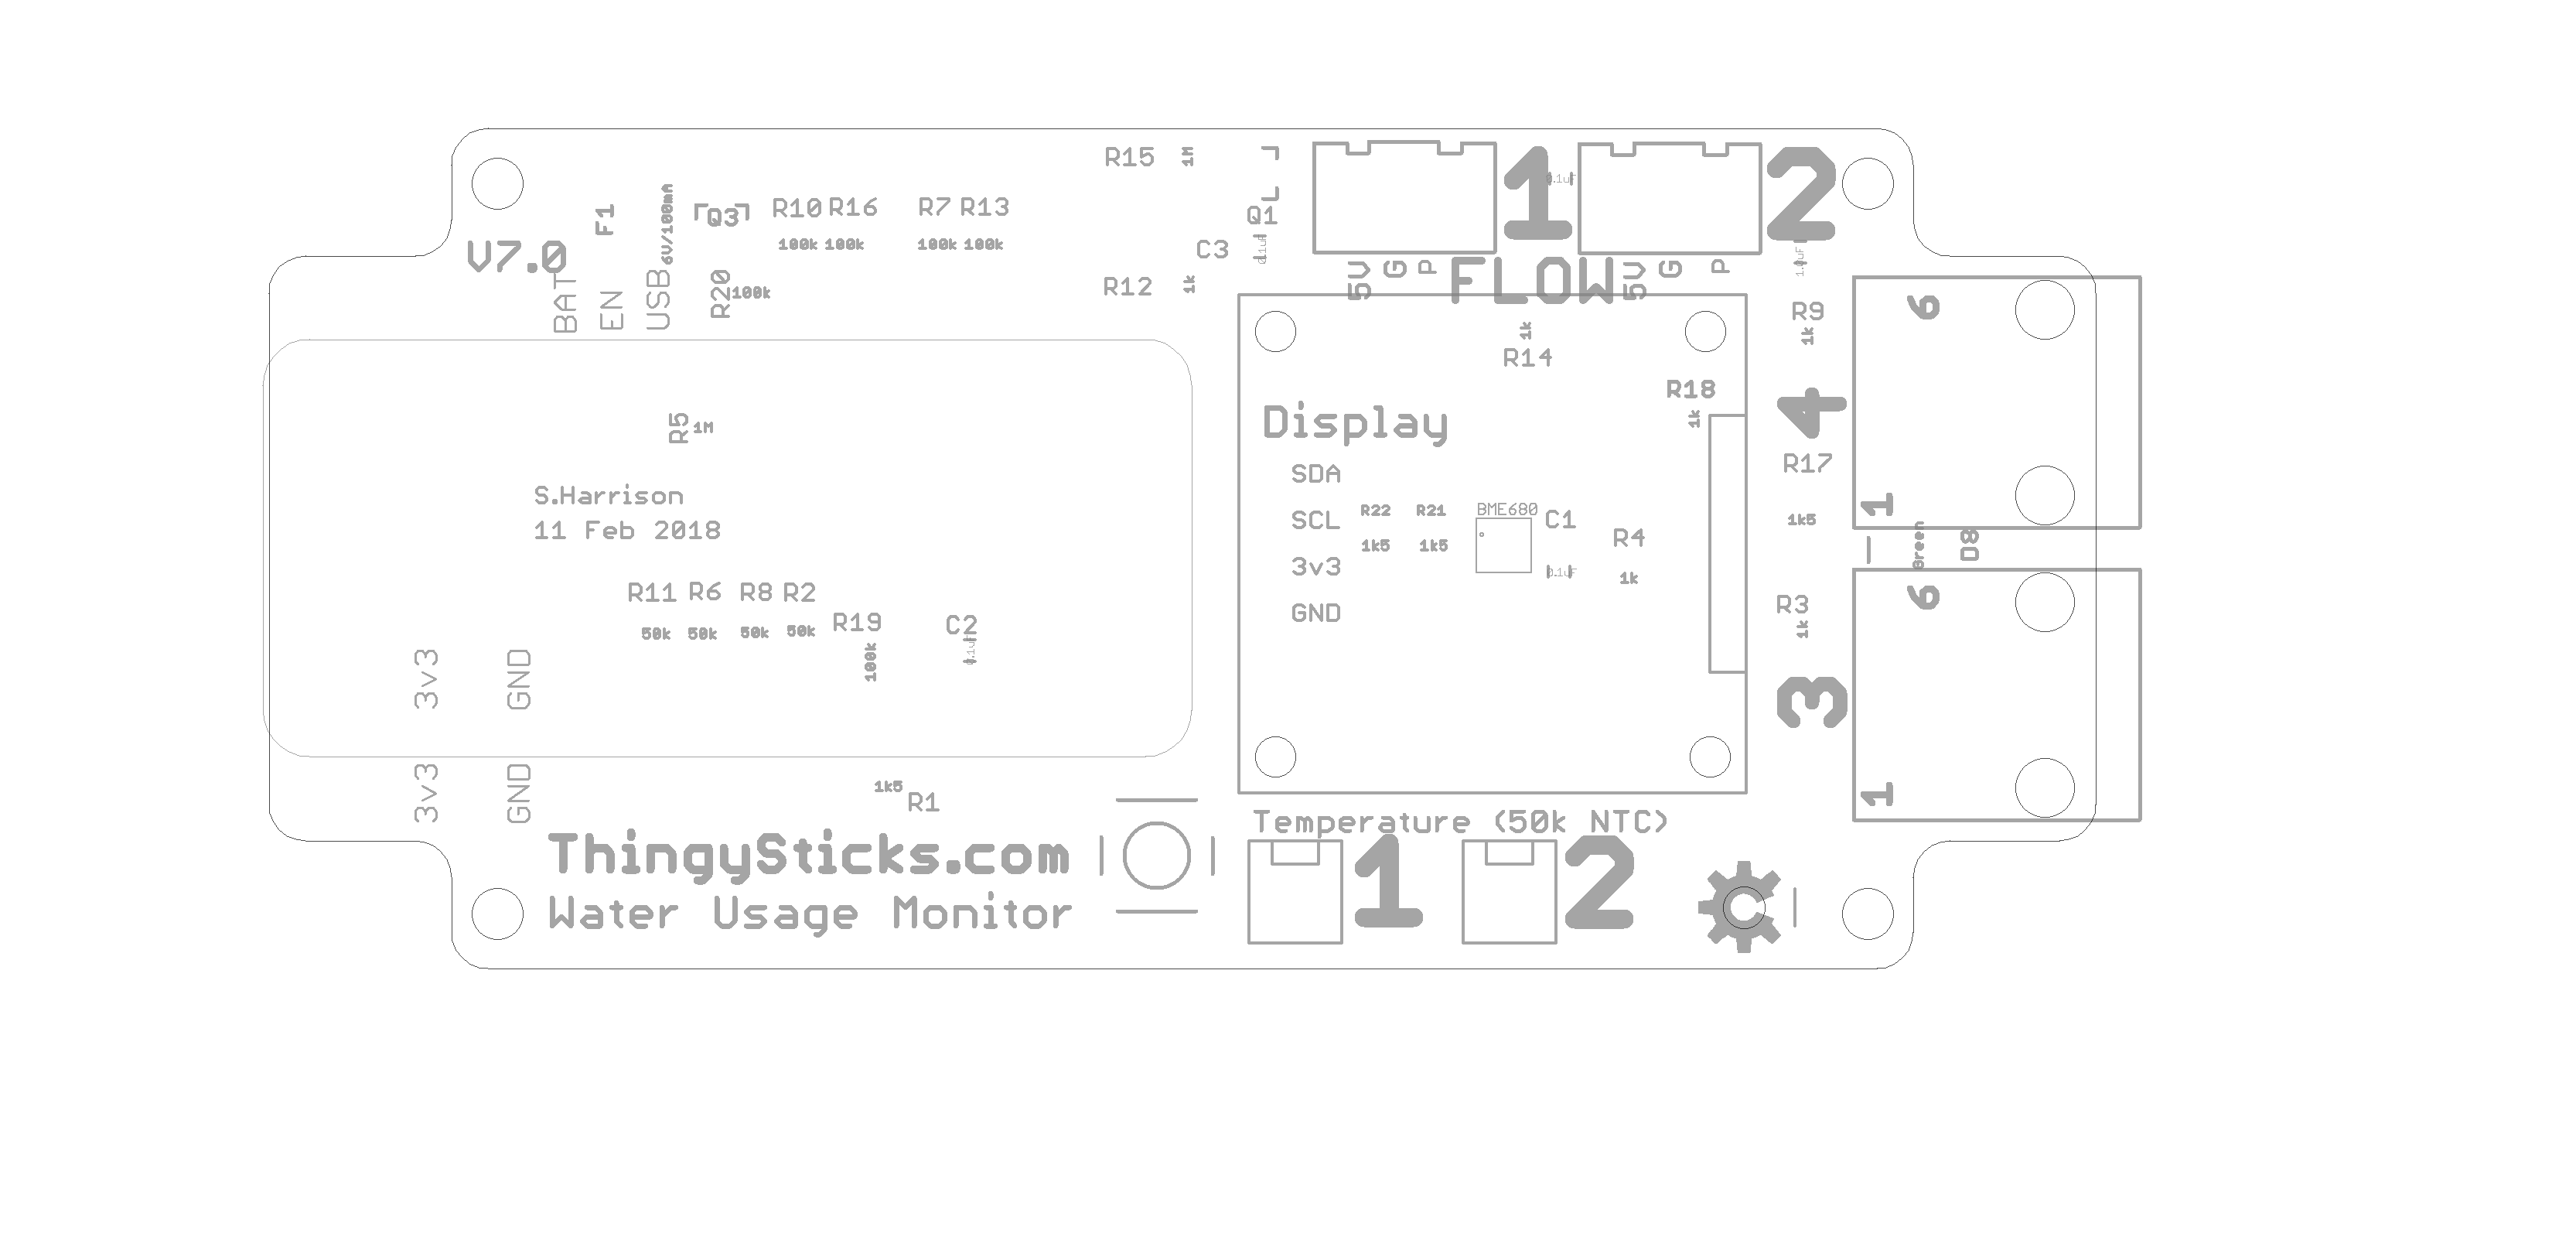 R15 1M
1 0.1uF 2
F1 6V/100mA Q3 R10 R16 R7 R13 Q1
100k 100k 100k 100k
V7.0 C3 0.1uF 1.0uF
5V G P FLOW 5V G P
BAT EN USB R20 100k R12 1k
6 R9
1k R14 1k
R18
1k 4
Display
R5 1M
R17
SDA
S.Harrison
1
BME680
R22 R21
SCL C1 1k5
11 Feb 2018
R4
1k5 1k5 Green D8
3v3 0.1uF 1k
R11 R6 R8 R2 6
R3
GND
50k 50k 50k 50k R19 C2 1k
100k 0.1uF
3v3 GND
3
3v3 GND 1k5 R1 1
Temperature (50k NTC)
ThingySticks.com 1 2
Water Usage Monitor